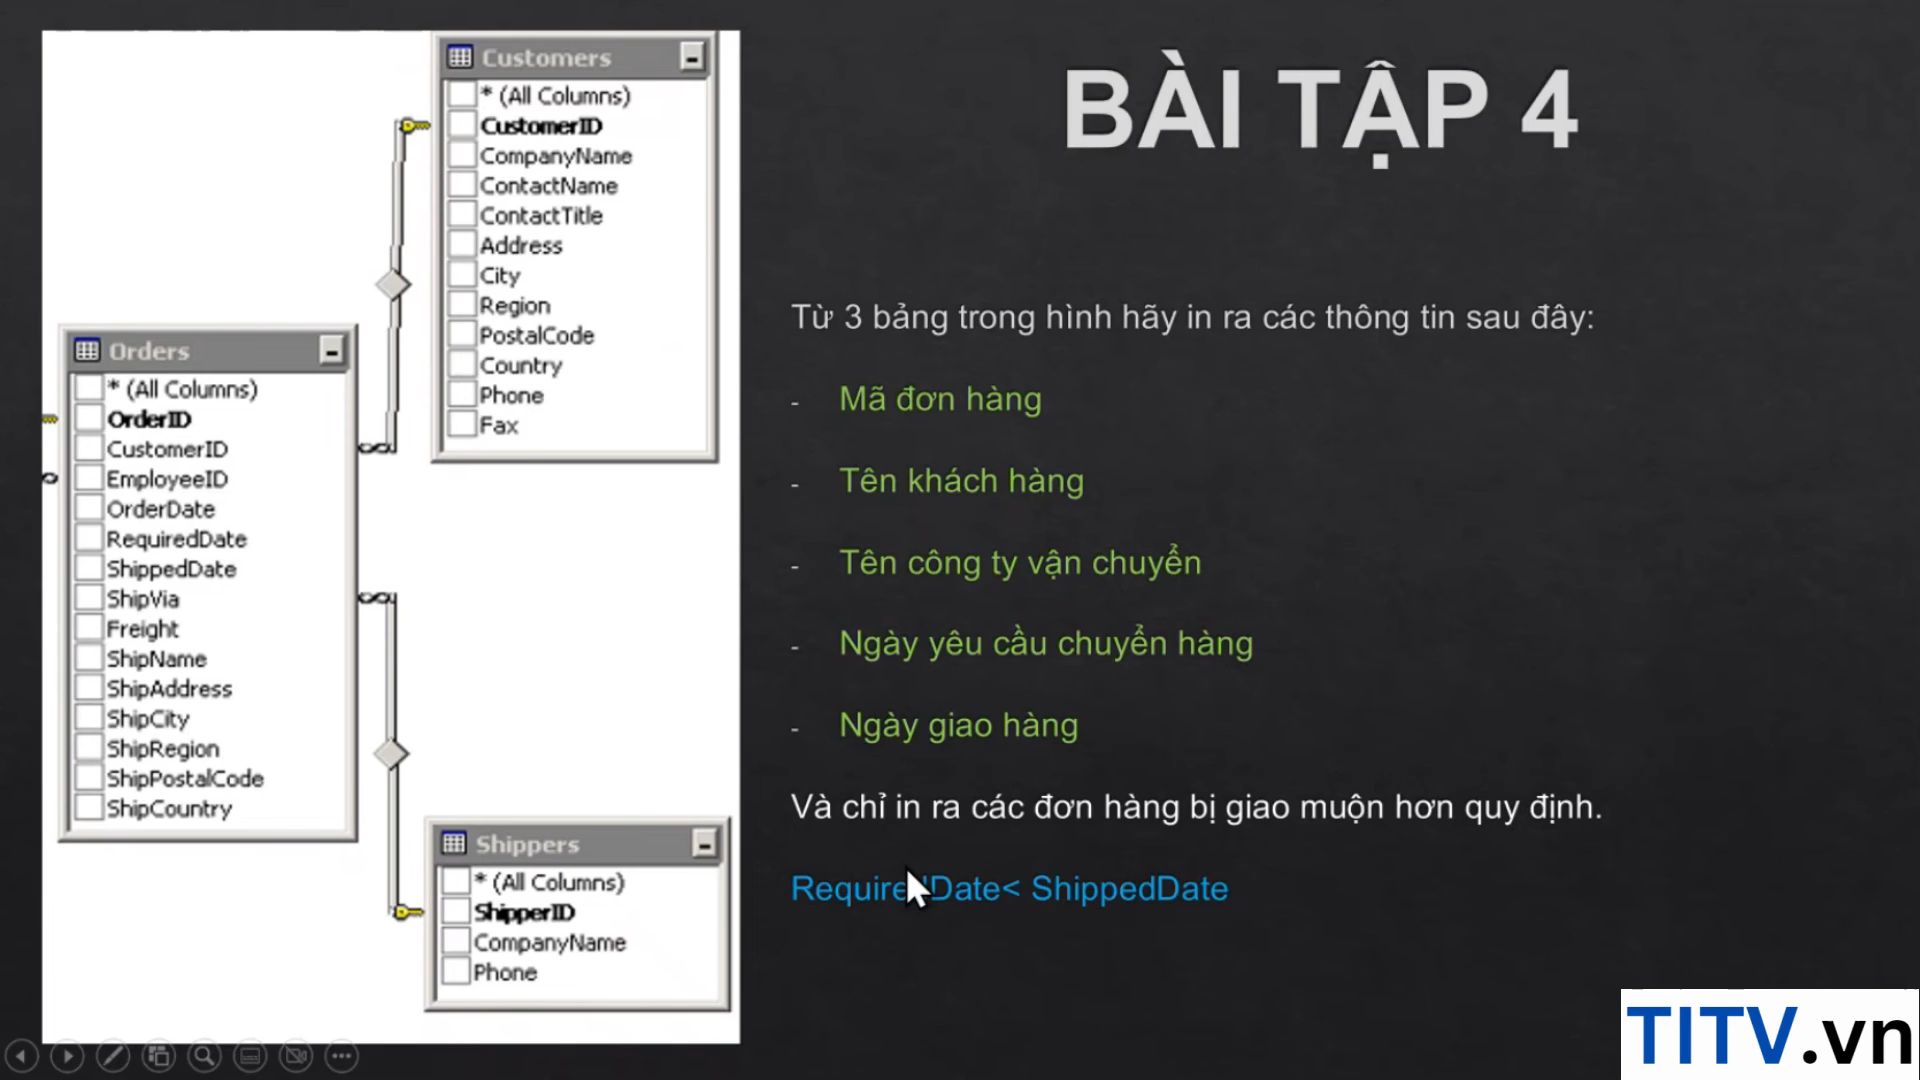 Customers
* (All Columns)
CustomerID
CompanyName
ContactName
ContactTitle
Address
City
Region
PostalCode
Country
Phone
Fax
Orders
* (All Columns)
OrderID
CustomerID
EmployeeID
OrderDate
RequiredDate
ShippedDate
ShipVia
Freight
ShipName
ShipAddress
ShipCity
ShipRegion
ShipPostalCode
ShipCountry
Shippers
* (All Columns)
ShipperID
CompanyName
Phone
BÀI TẬP 4
Từ 3 bảng trong hình hãy in ra các thông tin sau đây:
- Mã đơn hàng
- Tên khách hàng
- Tên công ty vận chuyển
- Ngày yêu cầu chuyển hàng
- Ngày giao hàng
Và chỉ in ra các đơn hàng bị giao muộn hơn quy định.
RequiredDate< ShippedDate
TITV.vn